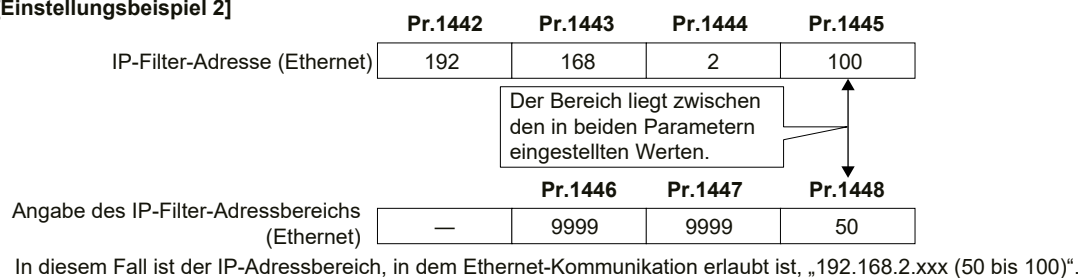 Einstellungsbeispiel 2]
Pr.1442 Pr.1443 Pr.1444 Pr.1445
IP-Filter-Adresse (Ethernet) 192 168 2 100
Der Bereich liegt zwischen
den in beiden Parametern
eingestellten Werten.
Pr.1446 Pr.1447 Pr.1448
Angabe des IP-Filter-Adressbereichs
(Ethernet) — 9999 9999 50
In diesem Fall ist der IP-Adressbereich, in dem Ethernet-Kommunikation erlaubt ist, „192.168.2.xxx (50 bis 100)“.